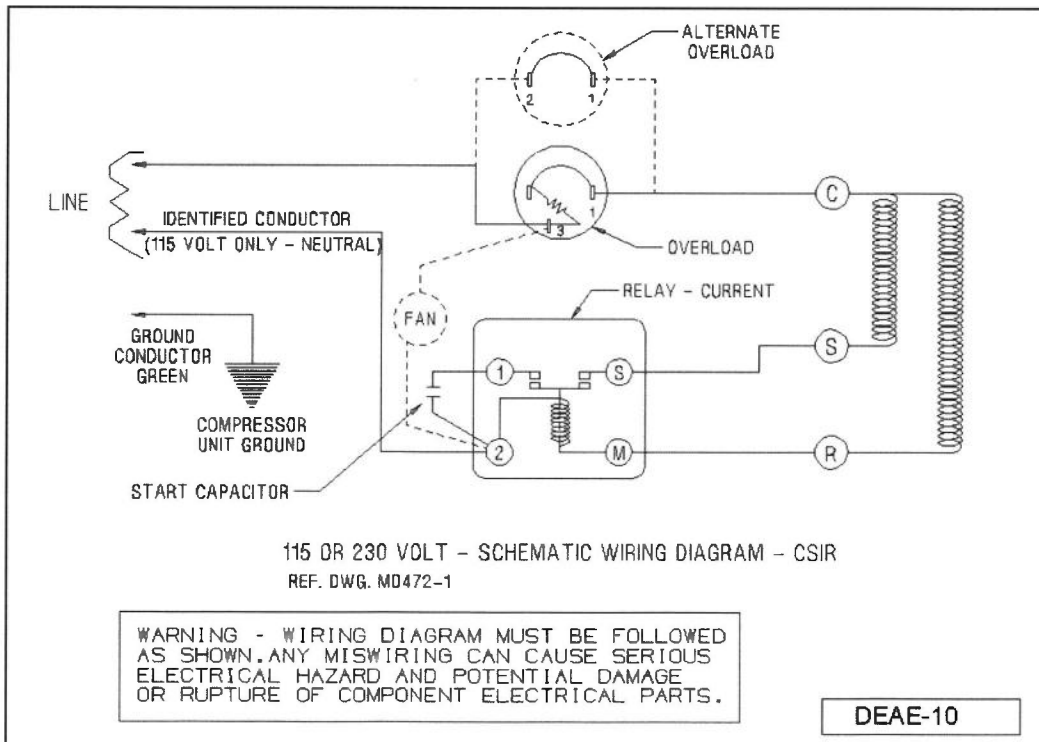 ALTERNATE
OVERLOAD
2
1
LINE
IDENTIFIED CONDUCTOR
(115 VOLT ONLY - NEUTRAL)
1
3
C
OVERLOAD
RELAY - CURRENT
FAN
GROUND
CONDUCTOR
GREEN
1
S
S
COMPRESSOR
UNIT GROUND
2
M
R
START CAPACITOR
115 OR 230 VOLT - SCHEMATIC WIRING DIAGRAM - CSIR
REF. DWG. MD472-1
WARNING - WIRING DIAGRAM MUST BE FOLLOWED
AS SHOWN.ANY MISWIRING CAN CAUSE SERIOUS
ELECTRICAL HAZARD AND POTENTIAL DAMAGE
OR RUPTURE OF COMPONENT ELECTRICAL PARTS.
DEAE-10